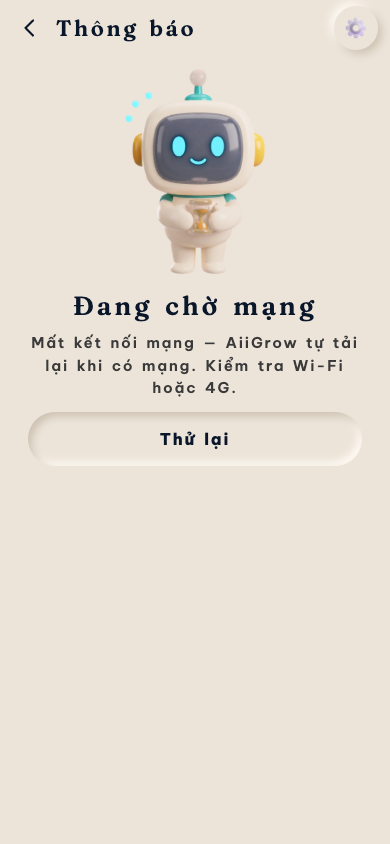 Thông báo
Đang chờ mạng
Mất kết nối mạng — AiiGrow tự tải
lại khi có mạng. Kiểm tra Wi-Fi
hoặc 4G.
Thử lại